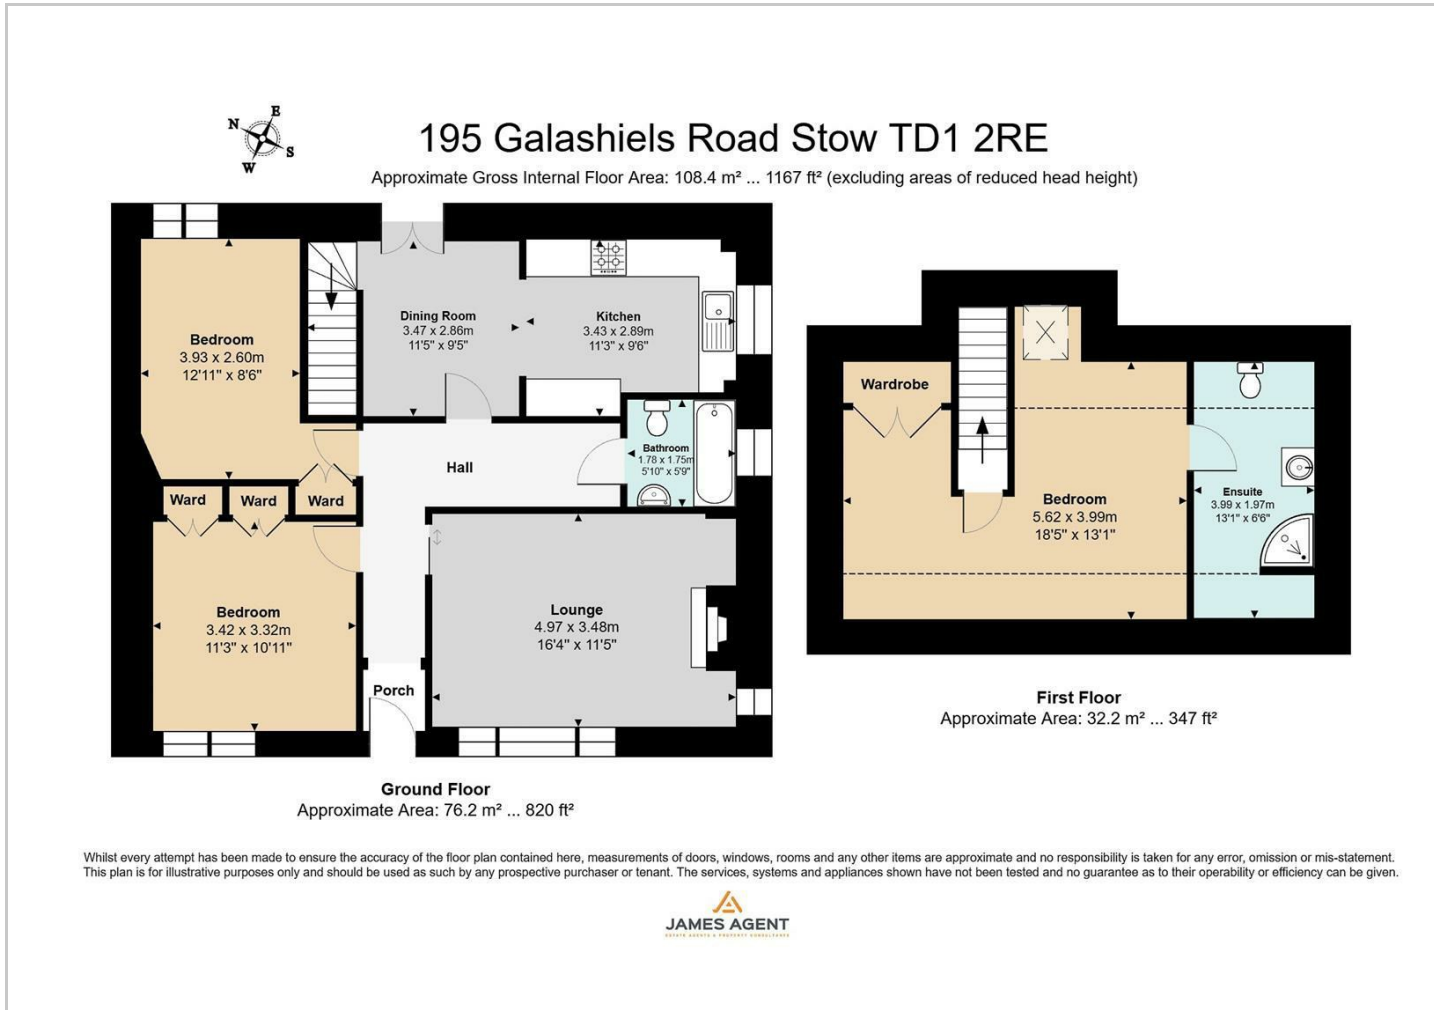 E
N
S
W
195 Galashiels Road Stow TD1 2RE
Approximate Gross Internal Floor Area: 108.4 m² ... 1167 ft² (excluding areas of reduced head height)
Bedroom
3.93 x 2.60m
12'11" x 8'6"
Dining Room
3.47 x 2.86m
11'5" x 9'5"
Kitchen
3.43 x 2.89m
11'3" x 9'6"
Hall
Bathroom
1.78 x 1.75m
5'10" x 5'9"
Ward
Ward
Ward
Bedroom
3.42 x 3.32m
11'3" x 10'11"
Lounge
4.97 x 3.48m
16'4" x 11'5"
Porch
Ground Floor
Approximate Area: 76.2 m² ... 820 ft²
Wardrobe
Bedroom
5.62 x 3.99m
18'5" x 13'1"
Ensuite
3.99 x 1.97m
13'1" x 6'6"
First Floor
Approximate Area: 32.2 m² ... 347 ft²
Whilst every attempt has been made to ensure the accuracy of the floor plan contained here, measurements of doors, windows, rooms and any other items are approximate and no responsibility is taken for any error, omission or mis-statement.
This plan is for illustrative purposes only and should be used as such by any prospective purchaser or tenant. The services, systems and appliances shown have not been tested and no guarantee as to their operability or efficiency can be given.
JAMES AGENT
ESTATE AGENTS & PROPERTY CONSULTANTS